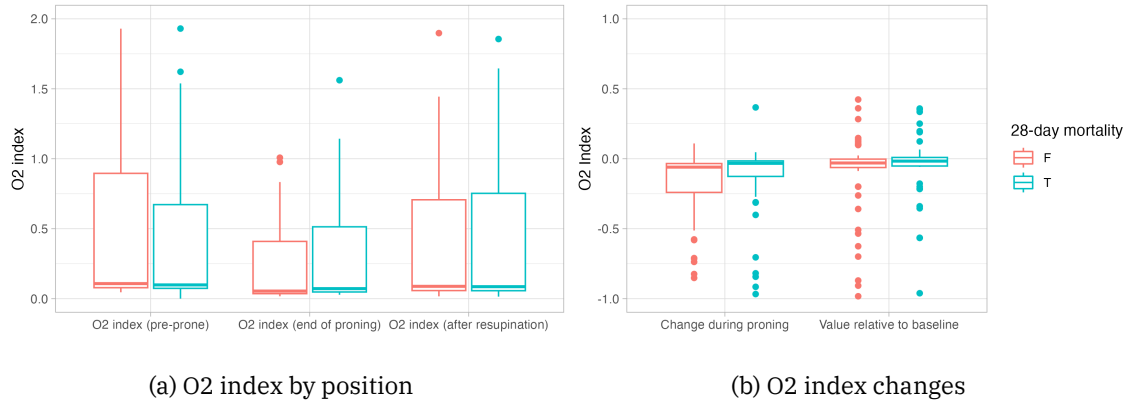 2.0
1.5
1.0
0.5
0.0
O2 index
O2 index (pre-prone)
O2 index (end of proning)
O2 index (after resupination)
(a) O2 index by position
1.0
0.5
0.0
-0.5
-1.0
O2 Index
Change during proning
Value relative to baseline
(b) O2 index changes
28-day mortality
F
T